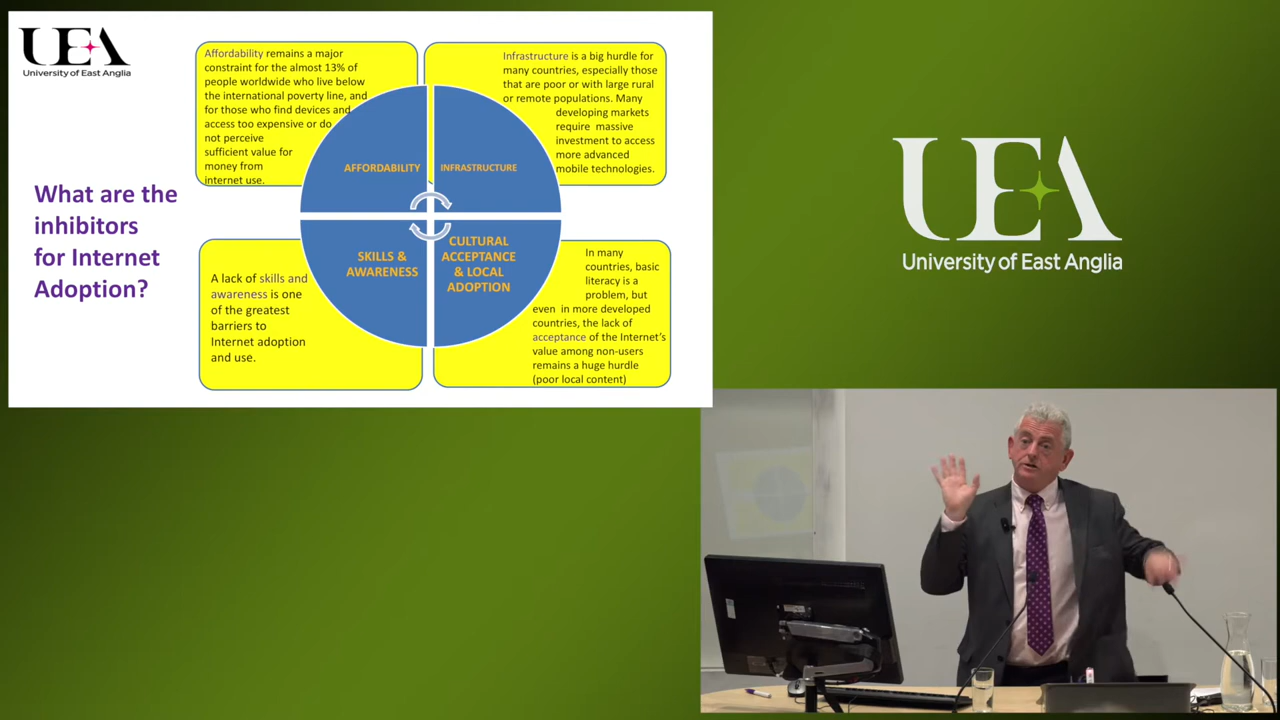 UEA
University of East Anglia
What are the
inhibitors
for Internet
Adoption?
Affordability remains a major
constraint for the almost 13% of
people worldwide who live below
the international poverty line, and
for those who find devices and
access too expensive or do
not perceive
sufficient value for
money from
internet use.
Infrastructure is a big hurdle for
many countries, especially those
that are poor or with large rural
or remote populations. Many
developing markets
require massive
investment to access
more advanced
mobile technologies.
AFFORDABILITY
INFRASTRUCTURE
SKILLS &
AWARENESS
CULTURAL
ACCEPTANCE
& LOCAL
ADOPTION
A lack of skills and
awareness is one
of the greatest
barriers to
Internet adoption
and use.
In many
countries, basic
literacy is a
problem, but
even in more developed
countries, the lack of
acceptance of the Internet's
value among non-users
remains a huge hurdle
(poor local content)
UEA
University of East Anglia